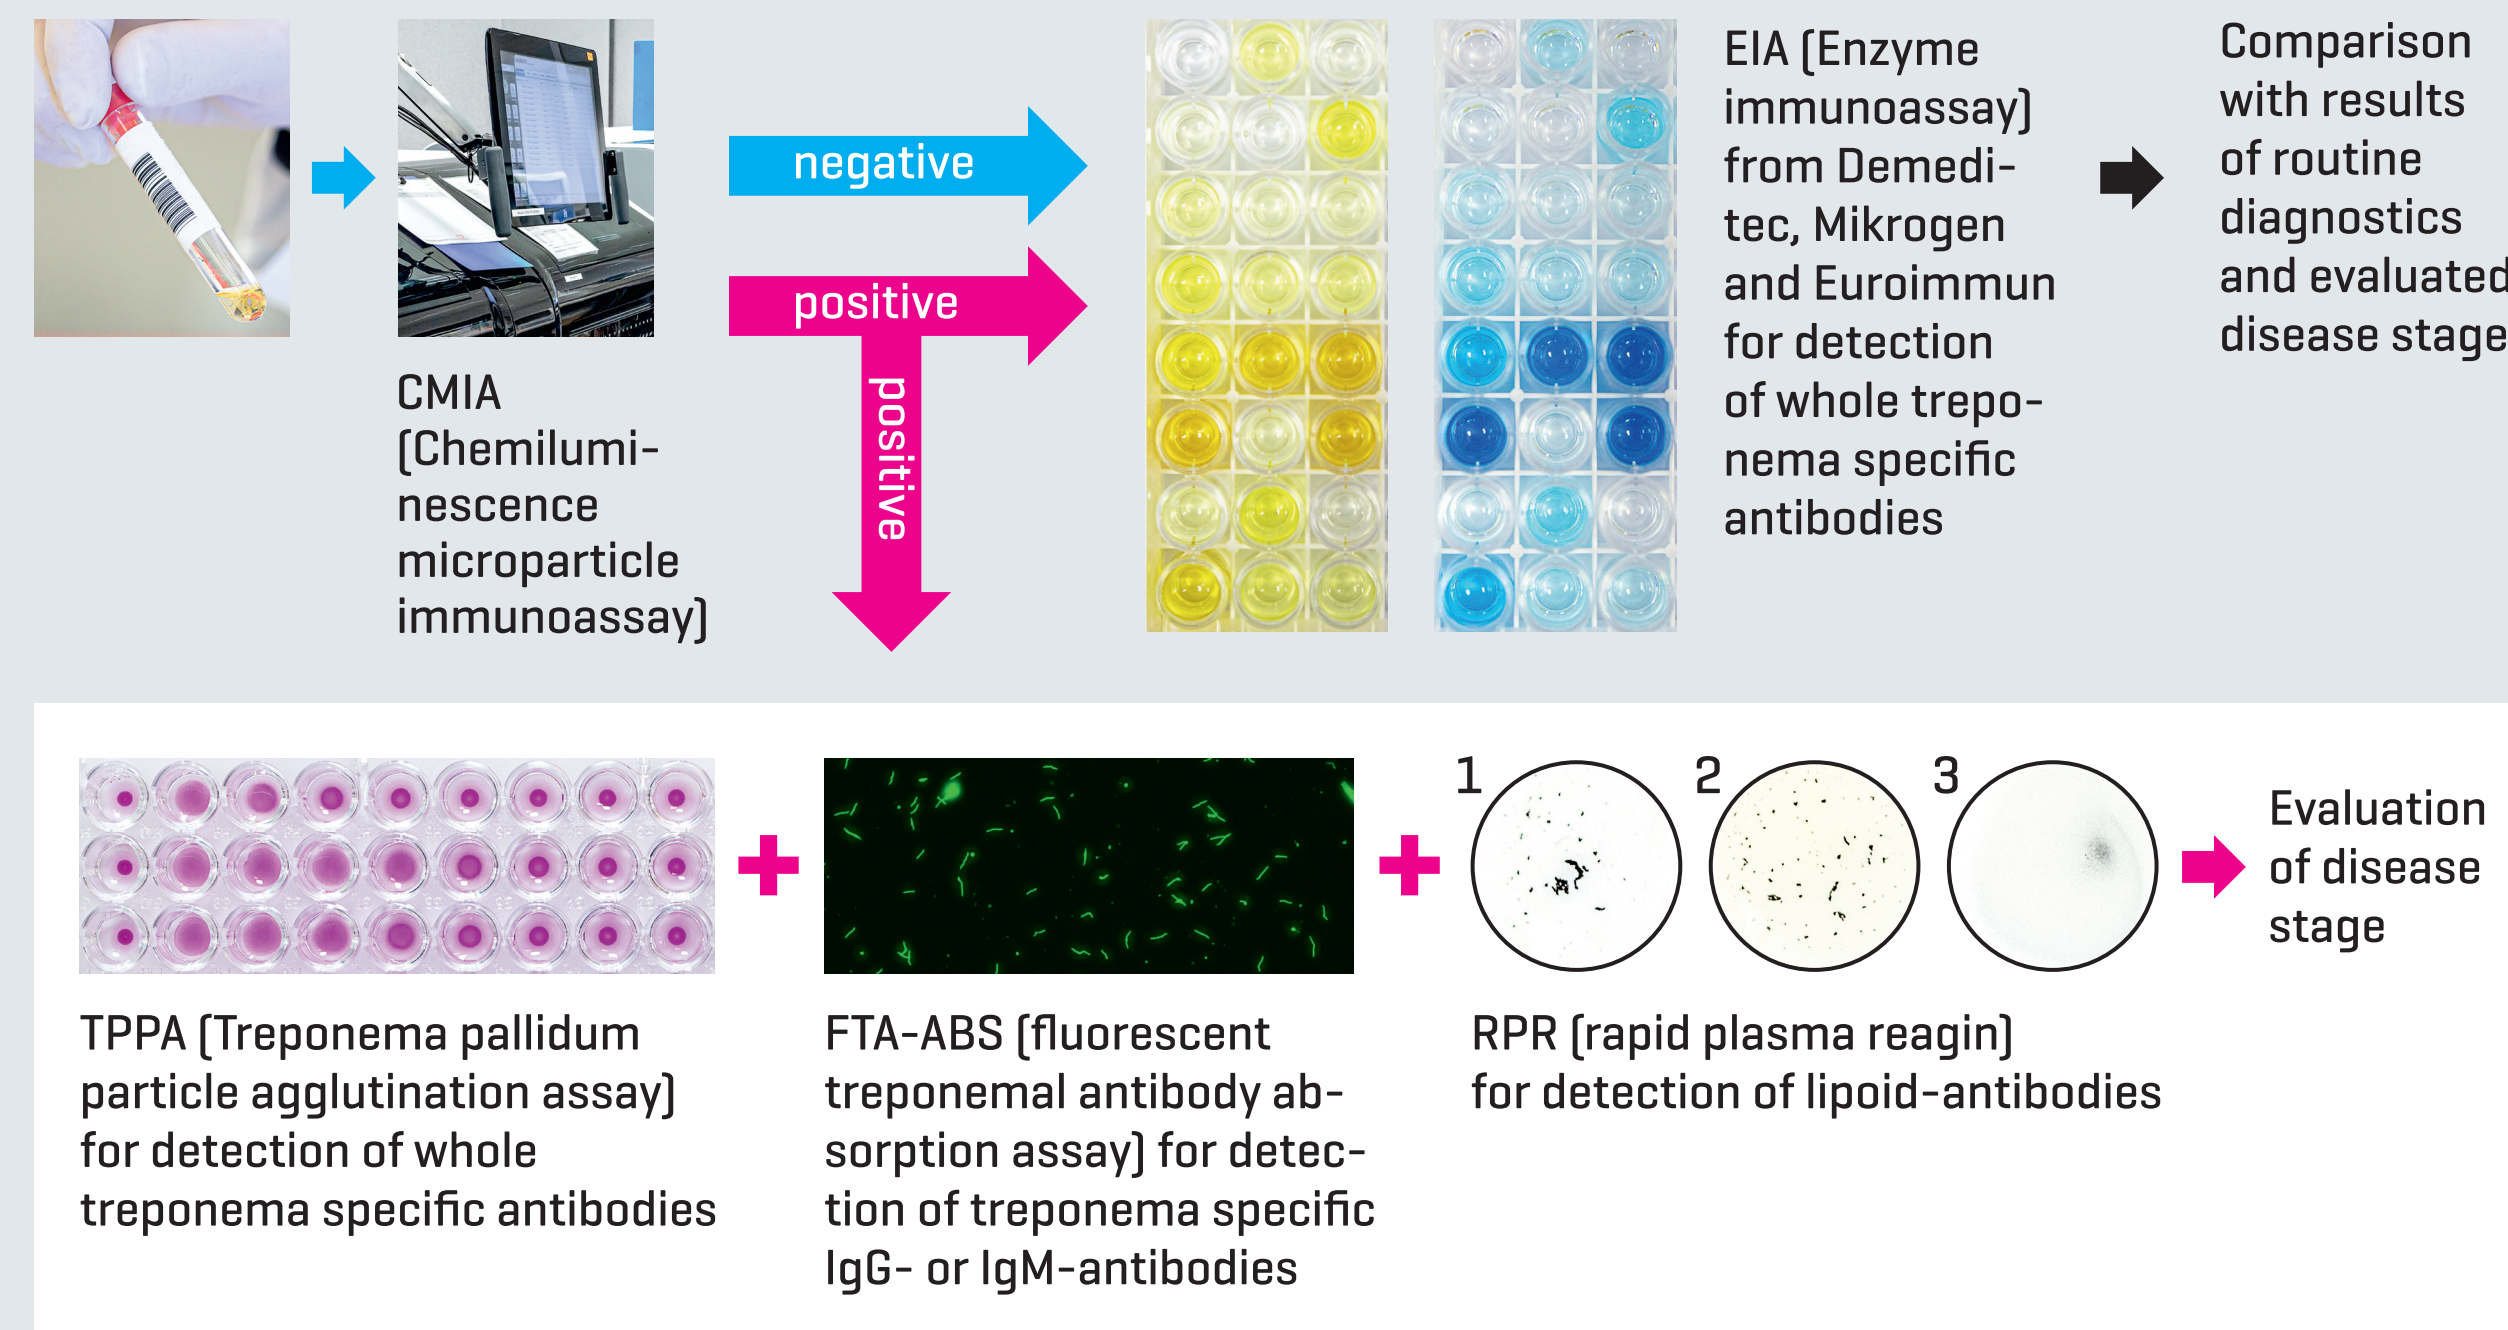 negative
positive
positive
CMIA
(Chemilumi-
nescence
microparticle
immunoassay)
EIA (Enzyme
immunoassay)
from Demedi-
tec, Mikrogen
and Euroimmun
for detection
of whole trepo-
nema specific
antibodies
Comparison
with results
of routine
diagnostics
and evaluated
disease stage
1
2
3
Evaluation
of disease
stage
TPPA (Treponema pallidum
particle agglutination assay)
for detection of whole
treponema specific antibodies
FTA-ABS (fluorescent
treponemal antibody ab-
sorption assay) for detec-
tion of treponema specific
IgG- or IgM-antibodies
RPR (rapid plasma reagin)
for detection of lipoid-antibodies